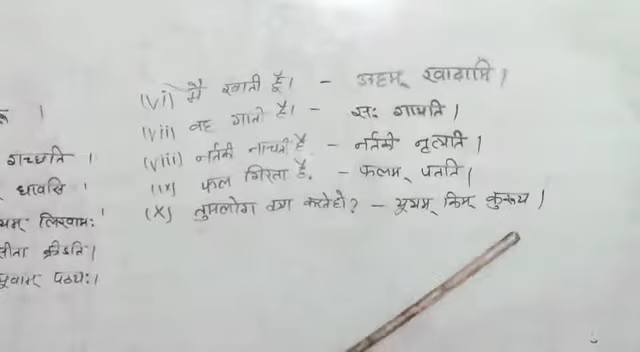 (vi) मै खाती हूँ। - अहम् खादामि।
(vii) वह गाता है। - सः गायति।
(viii) नर्तकी नाचती है - नर्तकी नृत्यति।
(ix) फल गिरता है. - फलम् पतति।
(x) तुमलोग क्या करतेहो? - यूयम् किम् कुरूथ।
गच्छति ।
धावसि ।
लिखामः
क्रीडति।
पठथः।